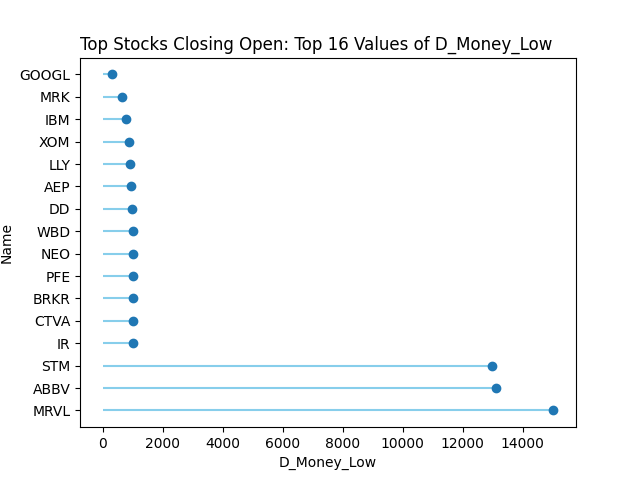 Top Stocks Closing Open: Top 16 Values of D_Money_Low
GOOGL
MRK
IBM
XOM
LLY
AEP
DD
WBD
NEO
PFE
BRKR
CTVA
IR
STM
ABBV
MRVL
Name
0 2000 4000 6000 8000 10000 12000 14000
D_Money_Low